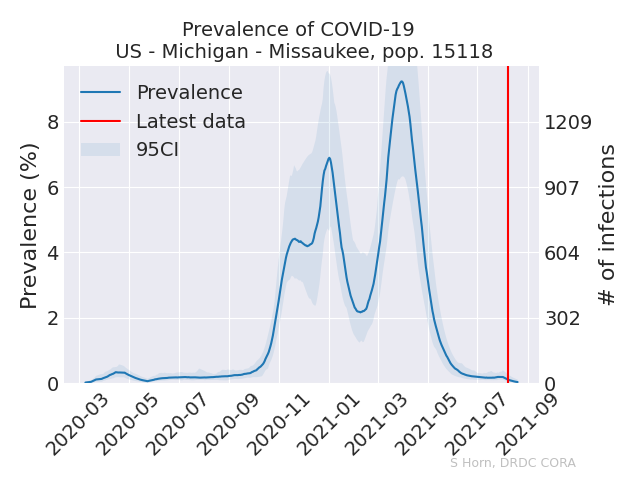 Prevalence of COVID-19
US - Michigan - Missaukee, pop. 15118
Prevalence
Latest data
95CI
Prevalence (%)
8
6
4
2
0
1209
907
604
302
0
# of infections
2020-03
2020-05
2020-07
2020-09
2020-11
2021-01
2021-03
2021-05
2021-07
2021-09
S Horn, DRDC CORA